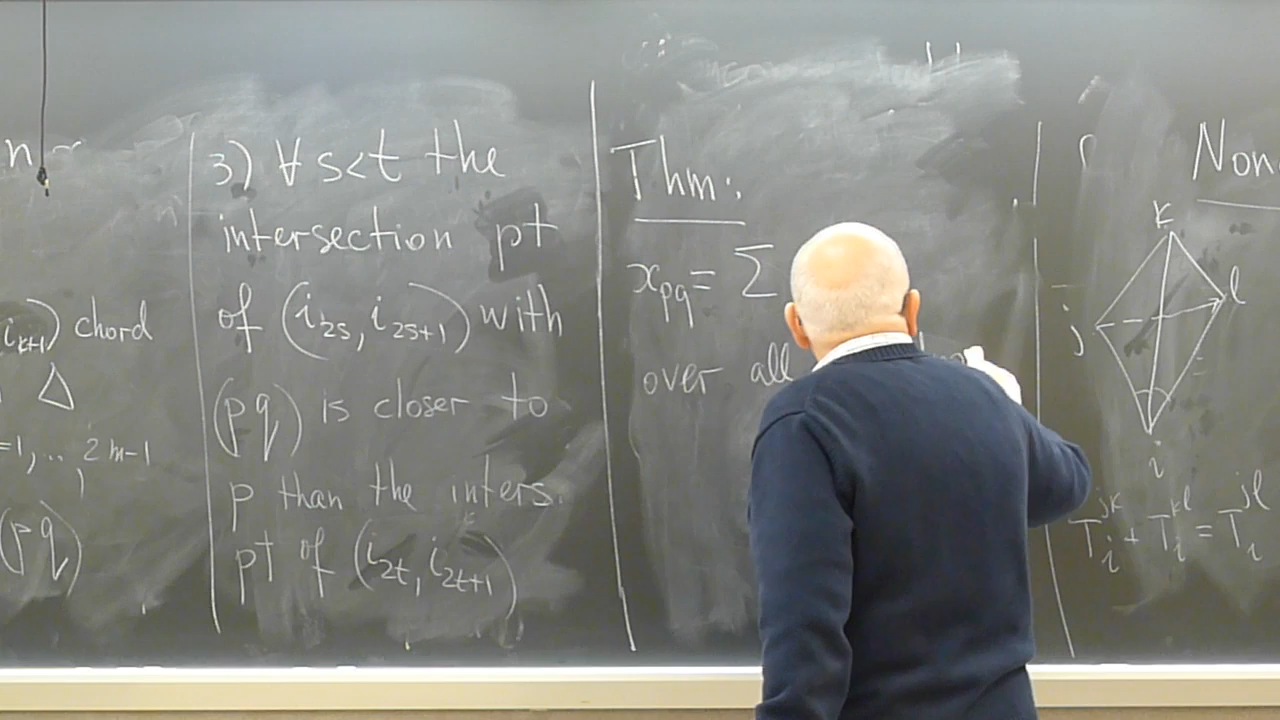 i_{k+1}) chord
Δ
=1, .. 2m-1
(pq)
3) ∀ s<t the
intersection pt
of (i_{2s}, i_{2s+1}) with
(pq) is closer to
p than the inters.
pt of (i_{2t}, i_{2t+1})
Thm:
x_{pq} = Σ
over all
Non
k
l
j
i
T_i^{jk} + T_i^{kl} = T_i^{jl}